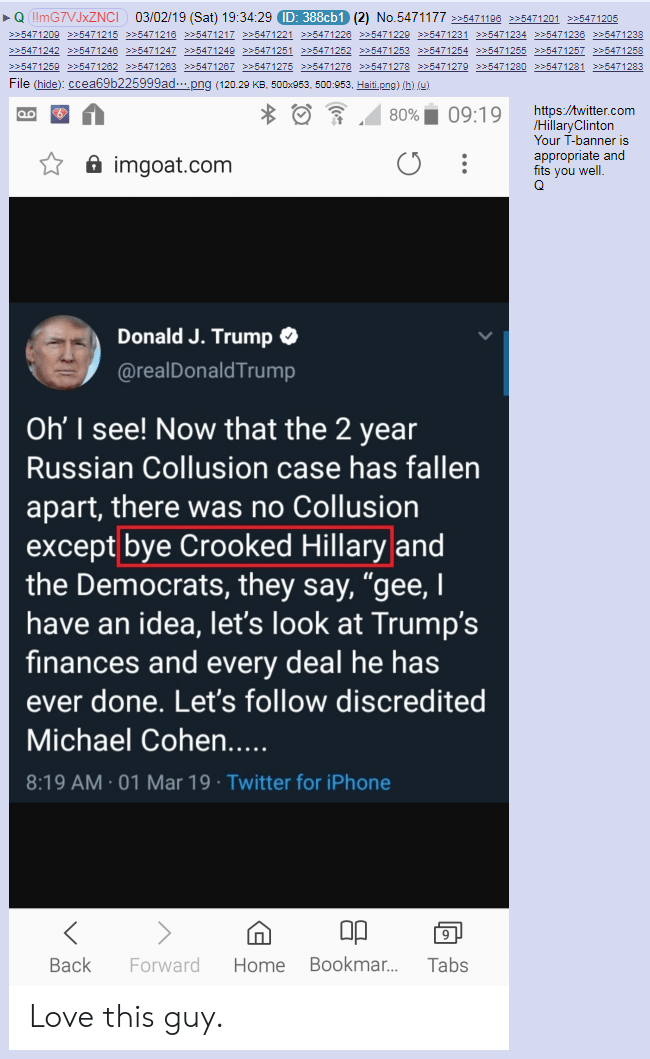 ▶ Q !!mG7VJxZNCI 03/02/19 (Sat) 19:34:29 ID: 388cb1 (2) No.5471177 >>5471196 >>5471201 >>5471205
>>5471209 >>5471215 >>5471216 >>5471217 >>5471221 >>5471226 >>5471229 >>5471231 >>5471234 >>5471236 >>5471238
>>5471242 >>5471246 >>5471247 >>5471249 >>5471251 >>5471252 >>5471253 >>5471254 >>5471255 >>5471257 >>5471258
>>5471259 >>5471262 >>5471263 >>5471267 >>5471275 >>5471276 >>5471278 >>5471279 >>5471280 >>5471281 >>5471283
File (hide): ccea69b225999ad⋯.png (120.29 KB, 500x953, 500:953, Haiti.png) (h) (u)
80% 09:19
imgoat.com
Donald J. Trump
@realDonaldTrump
Oh' I see! Now that the 2 year
Russian Collusion case has fallen
apart, there was no Collusion
except bye Crooked Hillary and
the Democrats, they say, “gee, I
have an idea, let’s look at Trump’s
finances and every deal he has
ever done. Let’s follow discredited
Michael Cohen.....
8:19 AM · 01 Mar 19 · Twitter for iPhone
9
Back Forward Home Bookmar... Tabs
Love this guy.
https://twitter.com
/HillaryClinton
Your T-banner is
appropriate and
fits you well.
Q